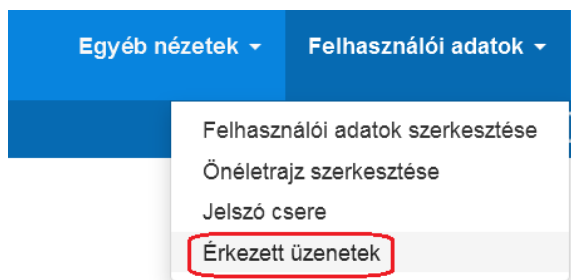 Egyéb nézetek Felhasználói adatok
Felhasználói adatok szerkesztése
Önéletrajz szerkesztése
Jelszó csere
Érkezett üzenetek